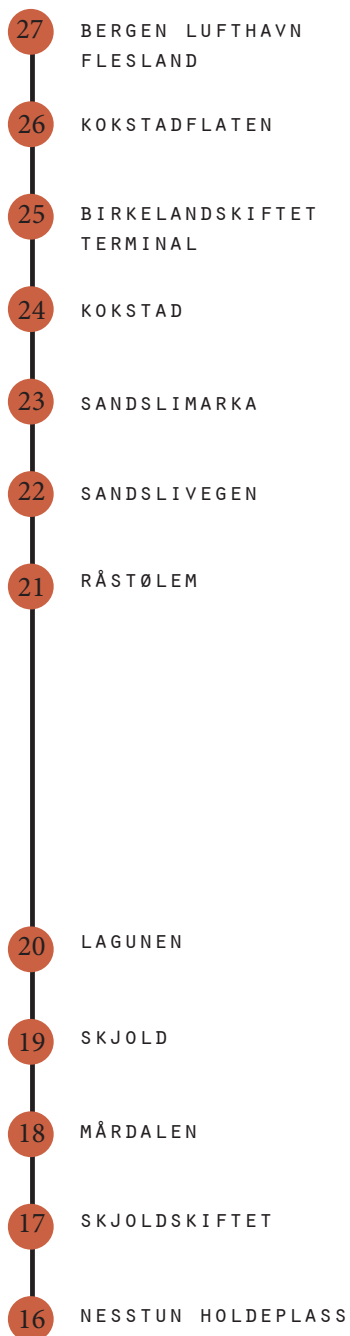 27 BERGEN LUFTHAVN
FLESLAND
26 KOKSTADFLATEN
25 BIRKELANDSKIFTET
TERMINAL
24 KOKSTAD
23 SANDSLIMARKA
22 SANDSLIVEGEN
21 RÅSTØLEM
20 LAGUNEN
19 SKJOLD
18 MÅRDALEN
17 SKJOLDSKIFTET
16 NESSTUN HOLDEPLASS